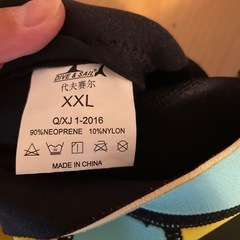 DIVE & SAIL
代夫赛尔
XXL
Q/XJ 1-2016
90%NEOPRENE 10%NYLON
MADE IN CHINA